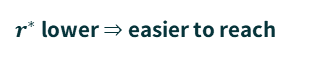 r* lower ⇒ easier to reach